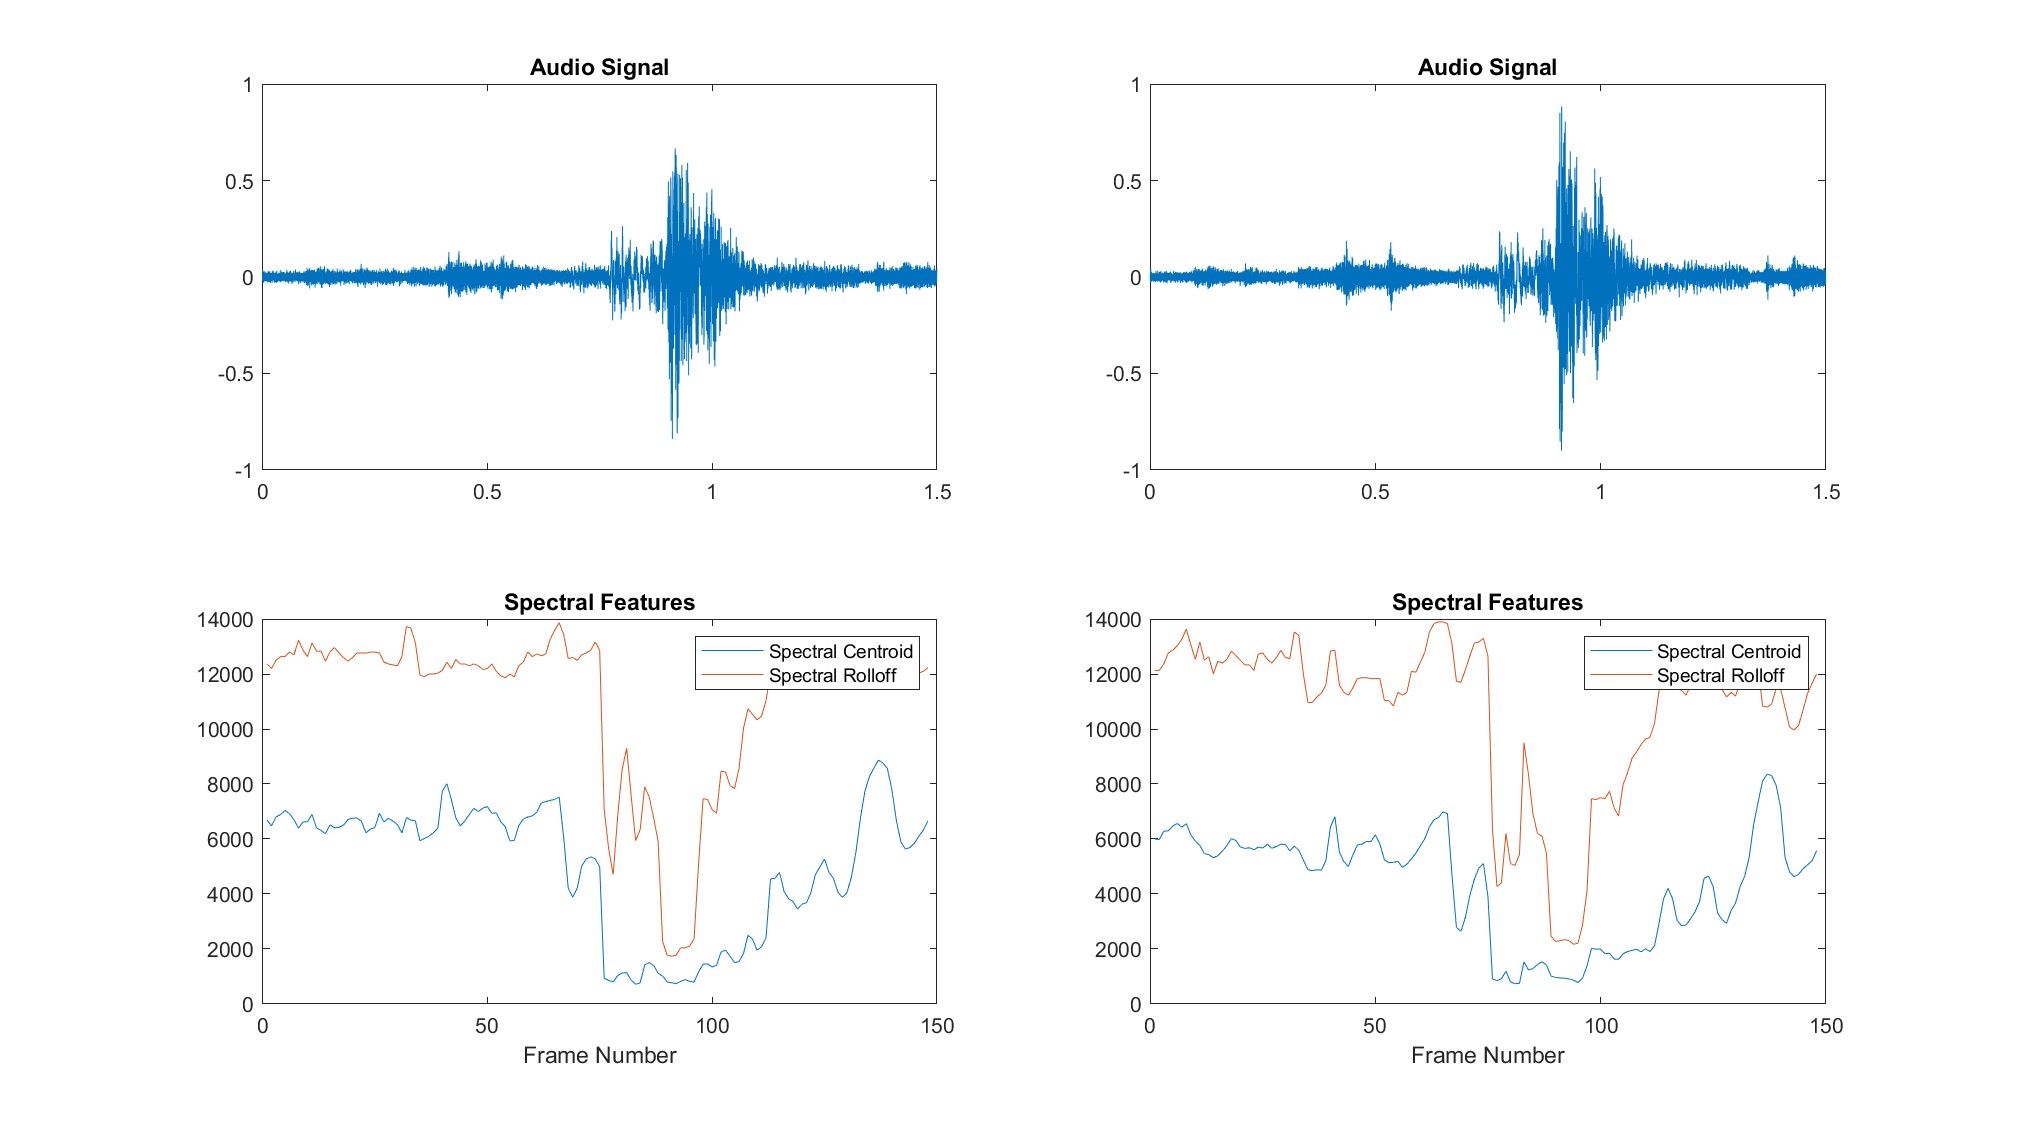 Audio Signal
1
0.5
0
-0.5
-1
0 0.5 1 1.5
Audio Signal
1
0.5
0
-0.5
-1
0 0.5 1 1.5
Spectral Features
14000
12000
10000
8000
6000
4000
2000
0
Spectral Centroid
Spectral Rolloff
0 50 100 150
Frame Number
Spectral Features
14000
12000
10000
8000
6000
4000
2000
0
Spectral Centroid
Spectral Rolloff
0 50 100 150
Frame Number